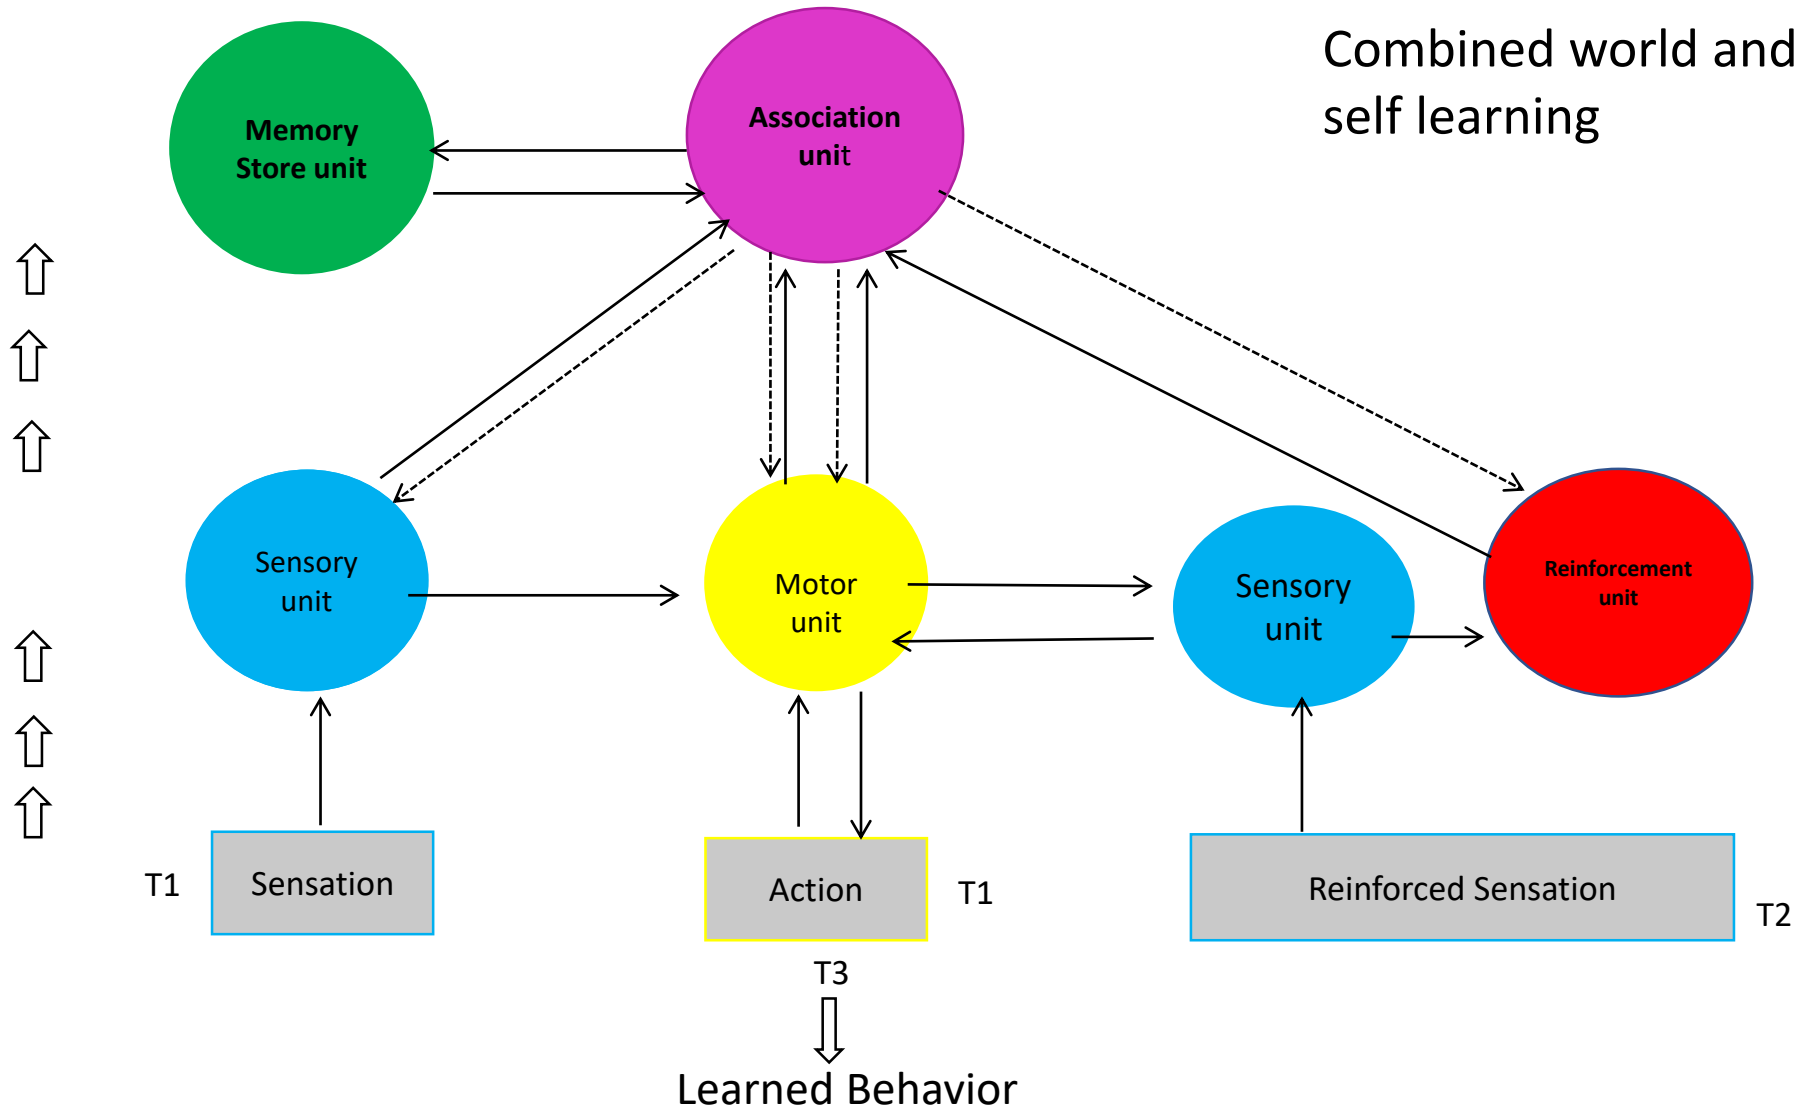 Combined world and
self learning
Memory
Store unit
Association
unit
Sensory
unit
Motor
unit
Sensory
unit
Reinforcement
unit
T1
Sensation
Action
T1
Reinforced Sensation
T2
T3
Learned Behavior